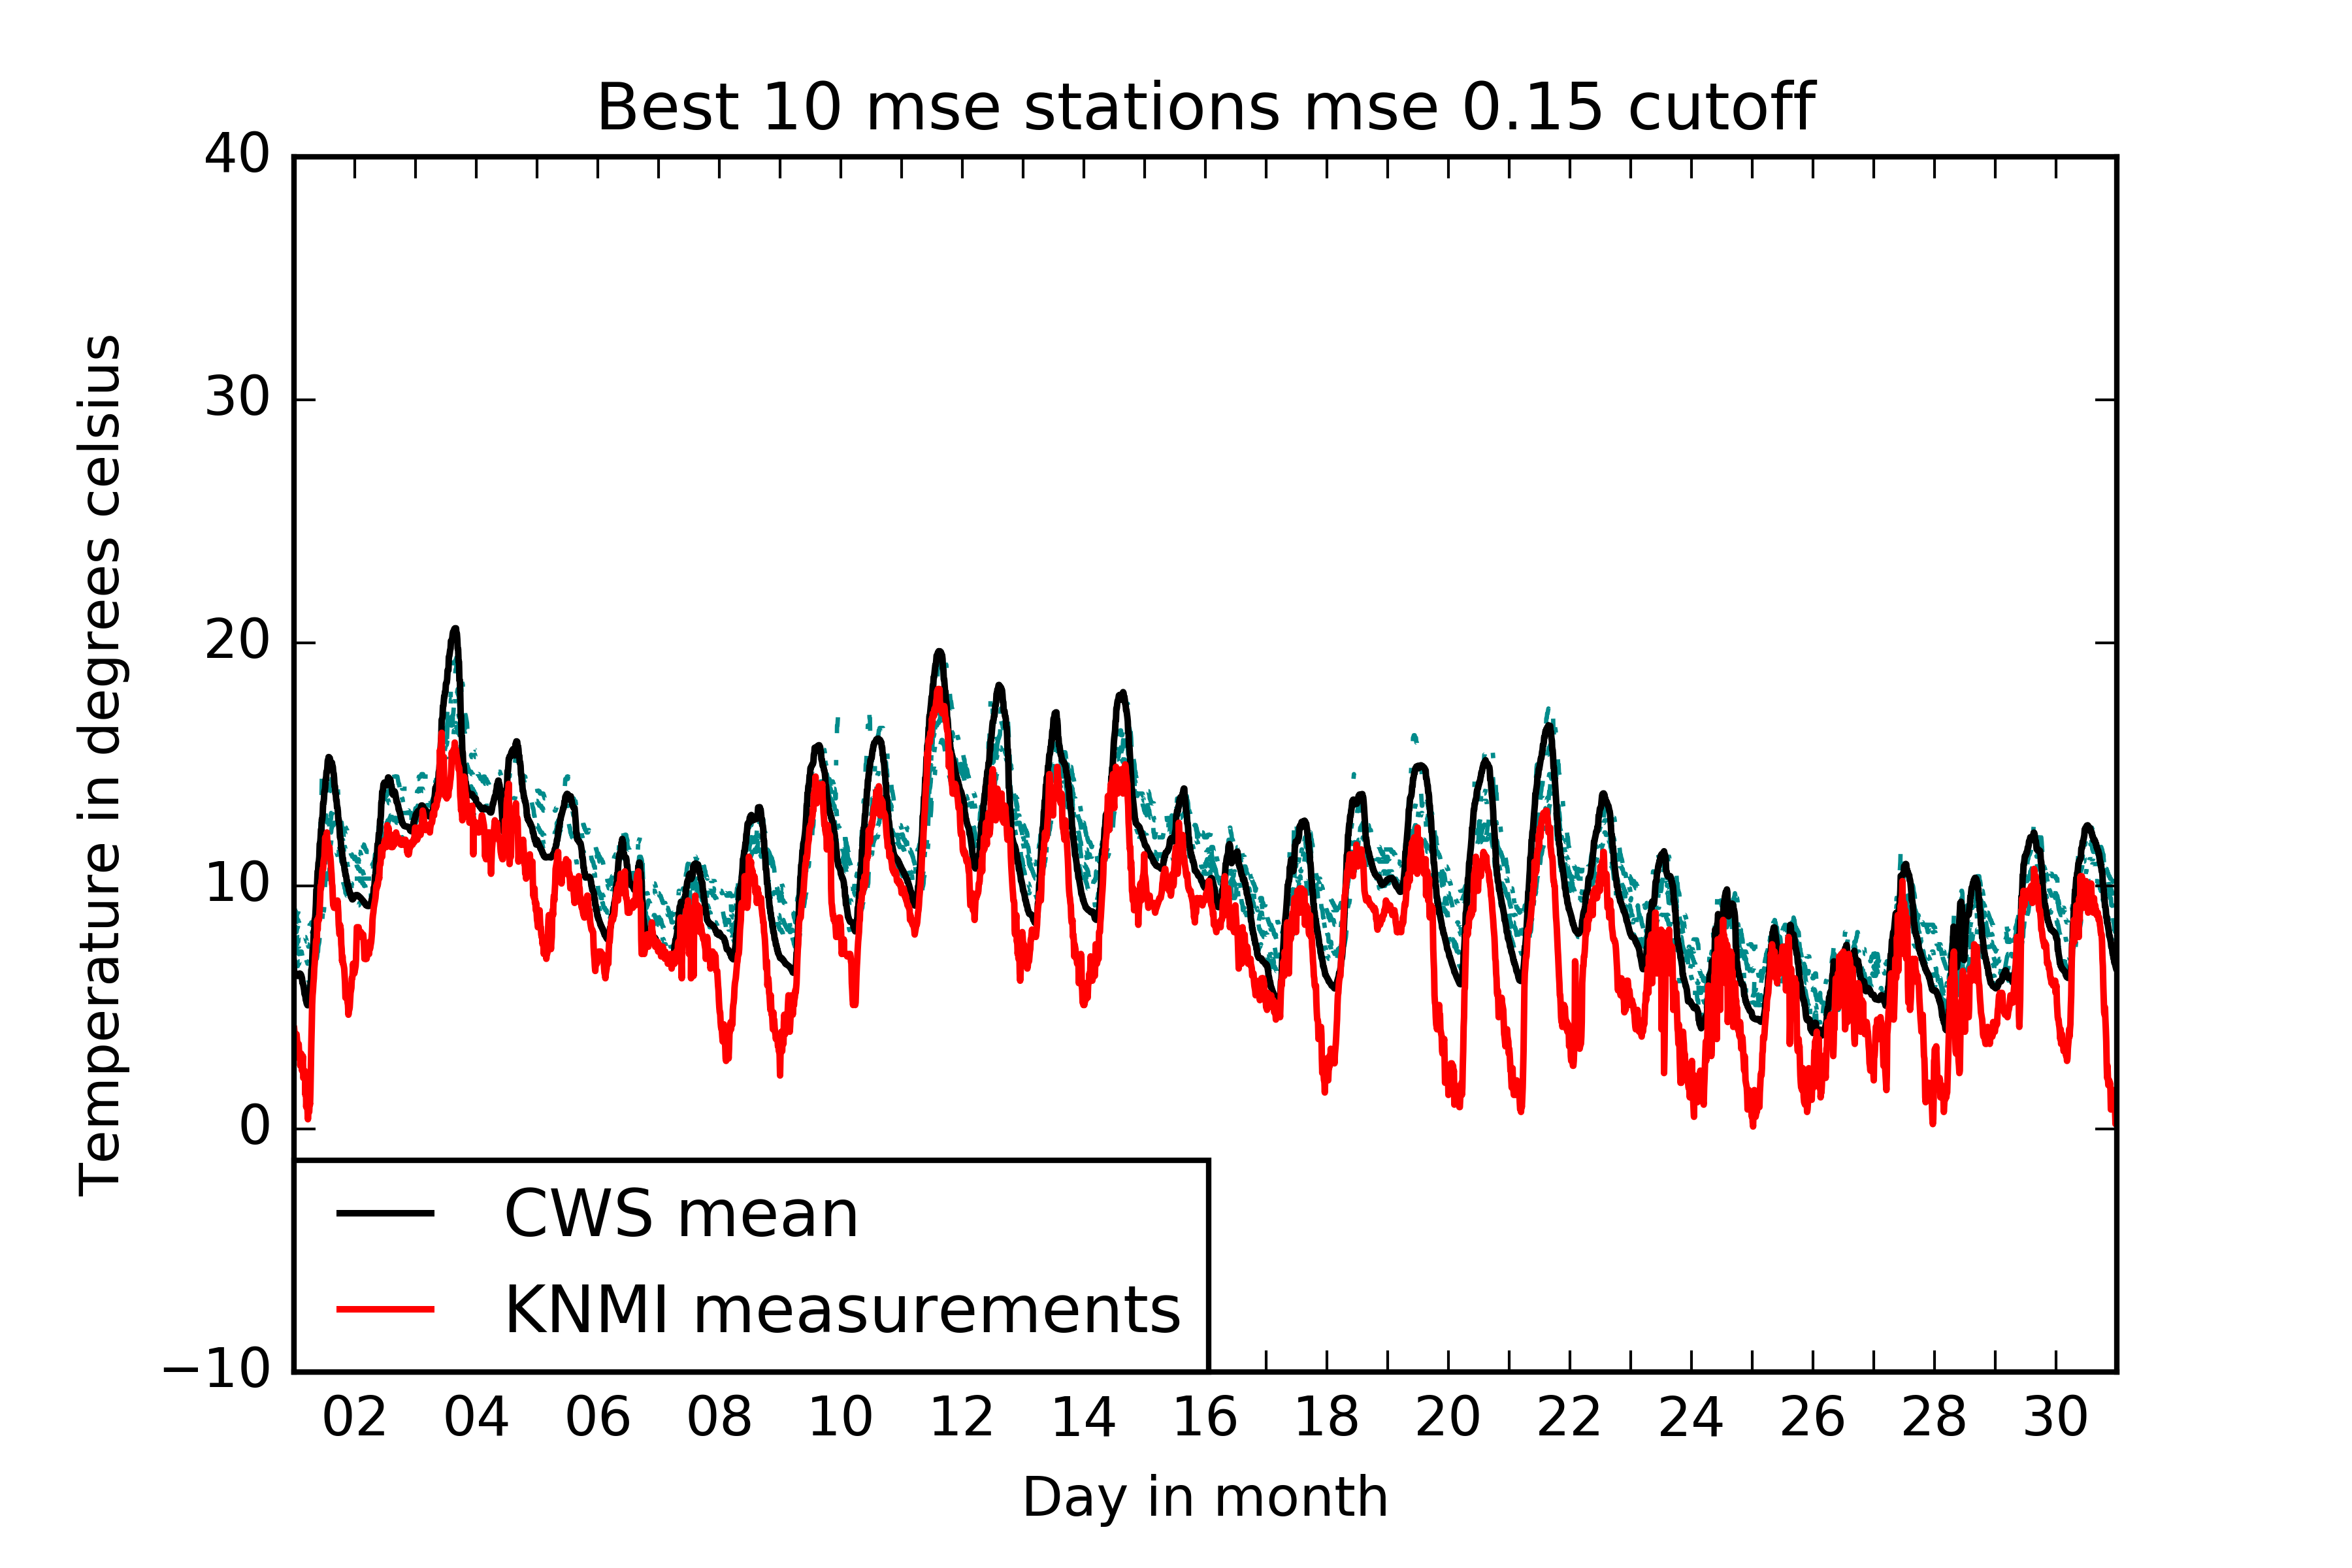 Best 10 mse stations mse 0.15 cutoff
40
30
20
10
0
−10
Temperature in degrees celsius
CWS mean
KNMI measurements
02 04 06 08 10 12 14 16 18 20 22 24 26 28 30
Day in month